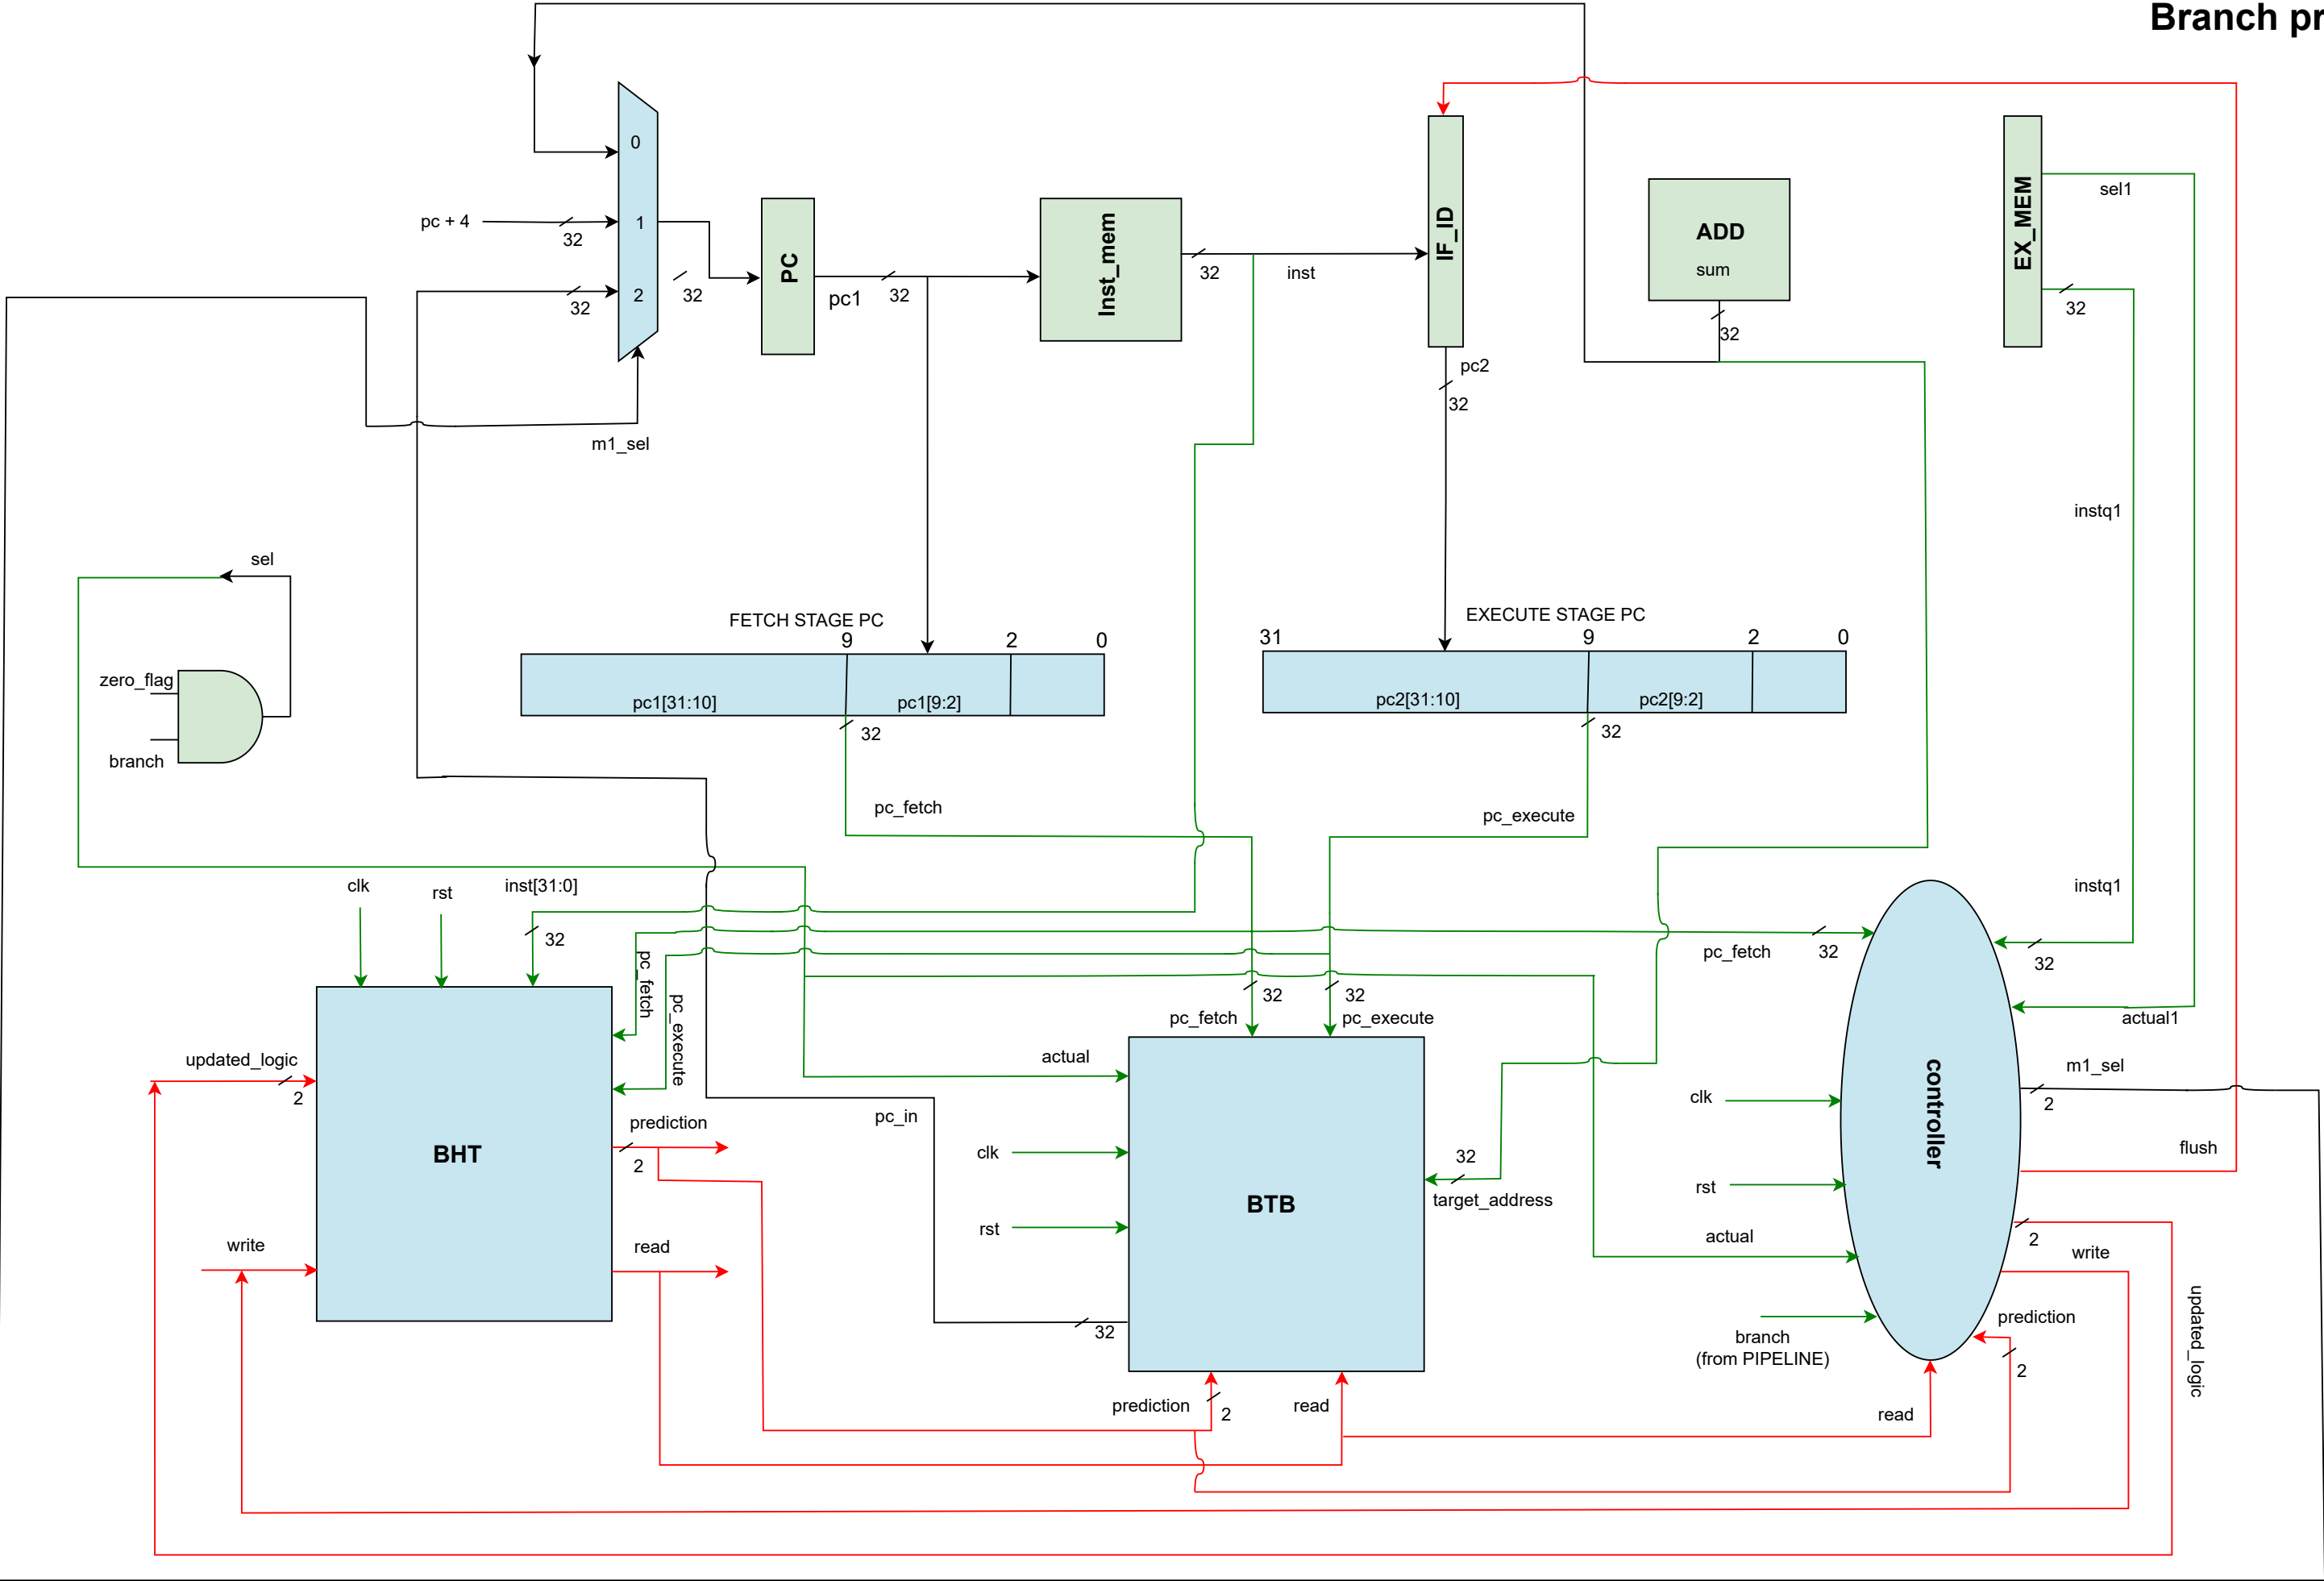 Branch pr
0
pc + 4
32
1
32
2
32
m1_sel
PC
pc1
32
Inst_mem
32
inst
IF_ID
pc2
32
ADD
sum
32
EX_MEM
sel1
32
instq1
sel
zero_flag
branch
FETCH STAGE PC
9
2
0
pc1[31:10]
pc1[9:2]
32
pc_fetch
EXECUTE STAGE PC
31
9
2
0
pc2[31:10]
pc2[9:2]
32
pc_execute
clk
rst
inst[31:0]
32
pc_fetch
pc_execute
updated_logic
2
BHT
prediction
2
write
read
pc_fetch
32
32
pc_execute
actual
pc_in
clk
rst
BTB
32
target_address
32
prediction
2
read
pc_fetch
32
instq1
32
actual1
clk
controller
m1_sel
2
flush
rst
actual
2
write
updated_logic
branch
(from PIPELINE)
prediction
2
read